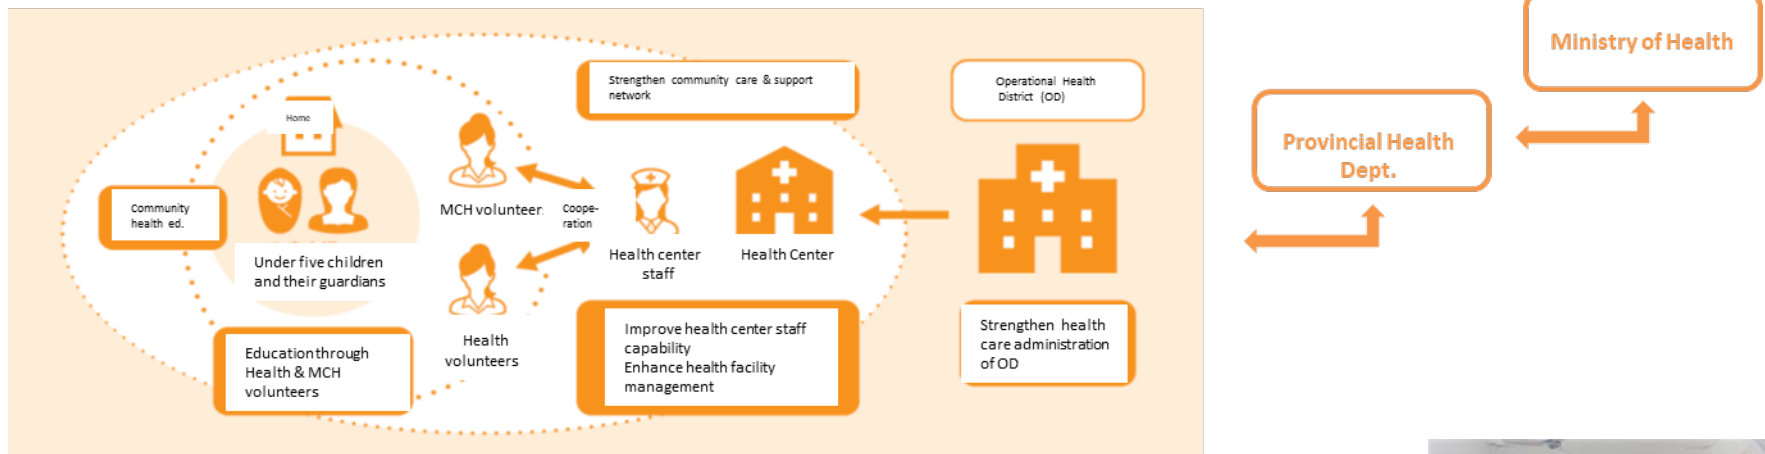 Ministry of Health
Provincial Health
Dept.
Strengthen community care & support
network
Operational Health
District (OD)
Home
Community
health ed.
MCH volunteer
Coope-
ration
Under five children
and their guardians
Health center
staff
Health Center
Health
volunteers
Education through
Health & MCH
volunteers
Improve health center staff
capability
Enhance health facility
management
Strengthen health
care administration
of OD